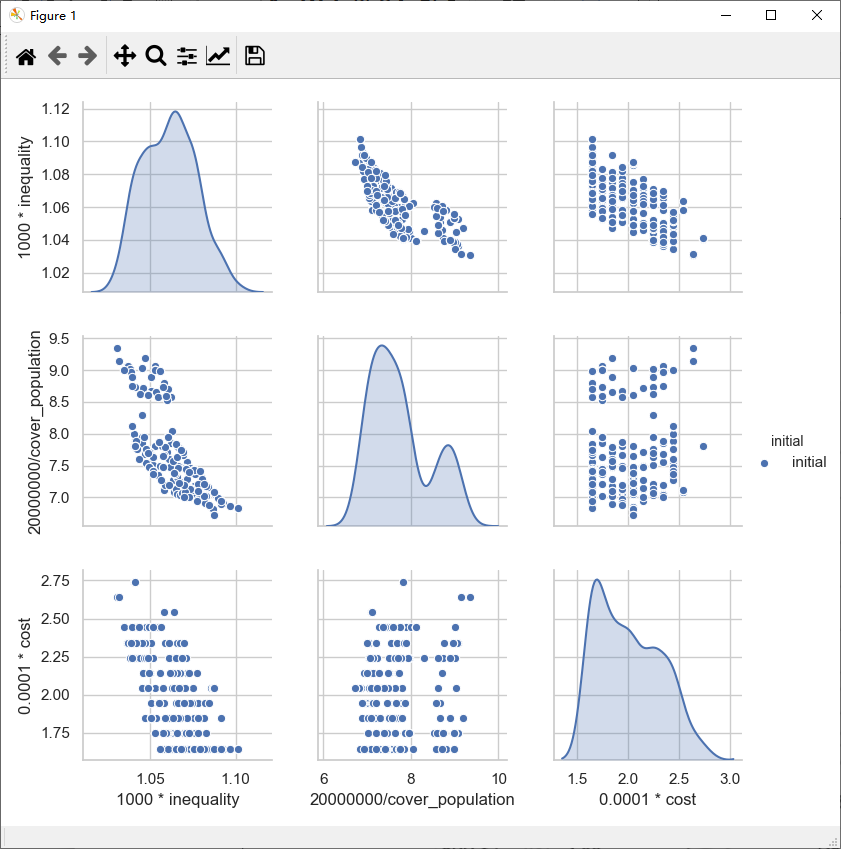 Figure 1
1.12
1.10
1.08
1.06
1.04
1.02
1000 * inequality
9.5
9.0
8.5
8.0
7.5
7.0
20000000/cover_population
initial
initial
2.75
2.50
2.25
2.00
1.75
0.0001 * cost
1.05 1.10 6 8 10 1.5 2.0 2.5 3.0
1000 * inequality 20000000/cover_population 0.0001 * cost